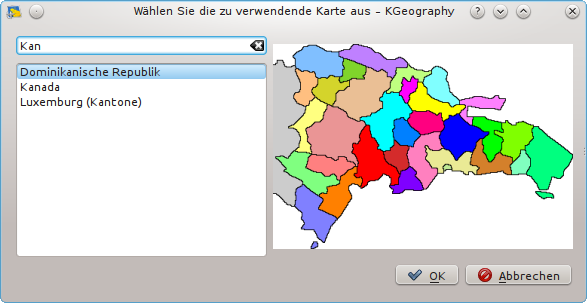 Wählen Sie die zu verwendende Karte aus – KGeography
Kan
Dominikanische Republik
Kanada
Luxemburg (Kantone)
OK
Abbrechen